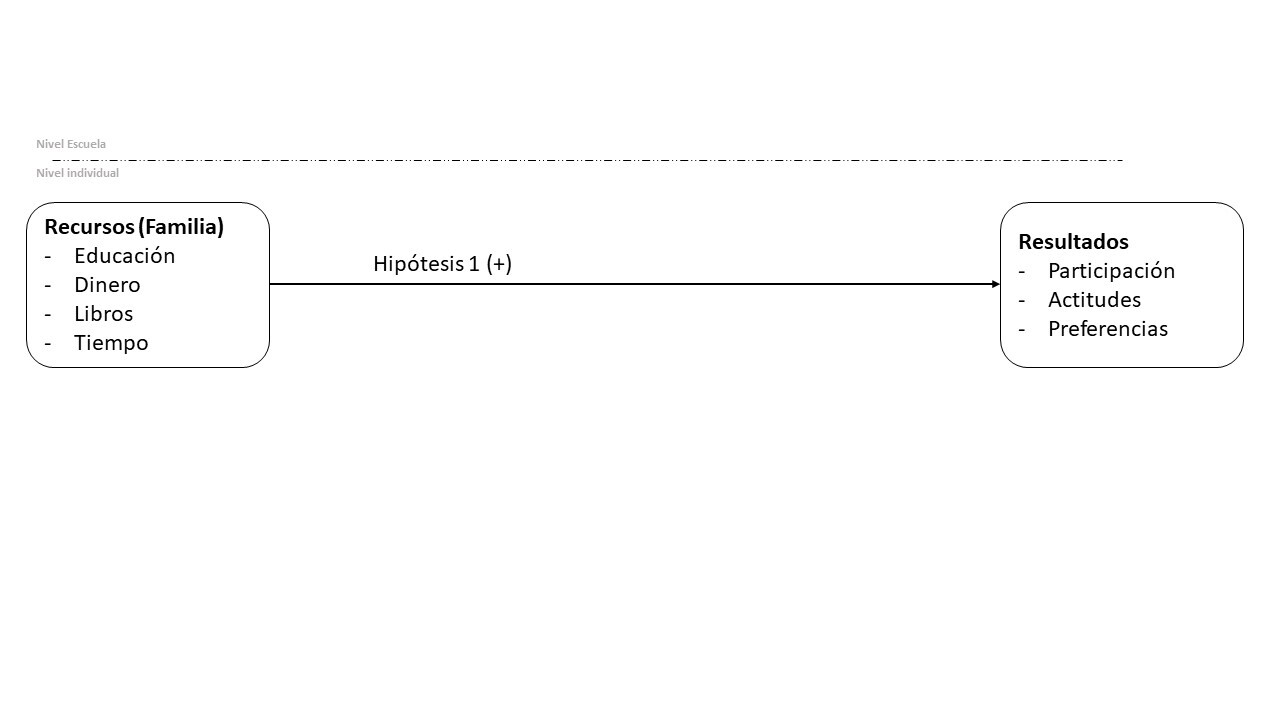 Nivel Escuela
Nivel individual
Recursos (Familia)
- Educación
- Dinero
- Libros
- Tiempo
Hipótesis 1 (+)
Resultados
- Participación
- Actitudes
- Preferencias